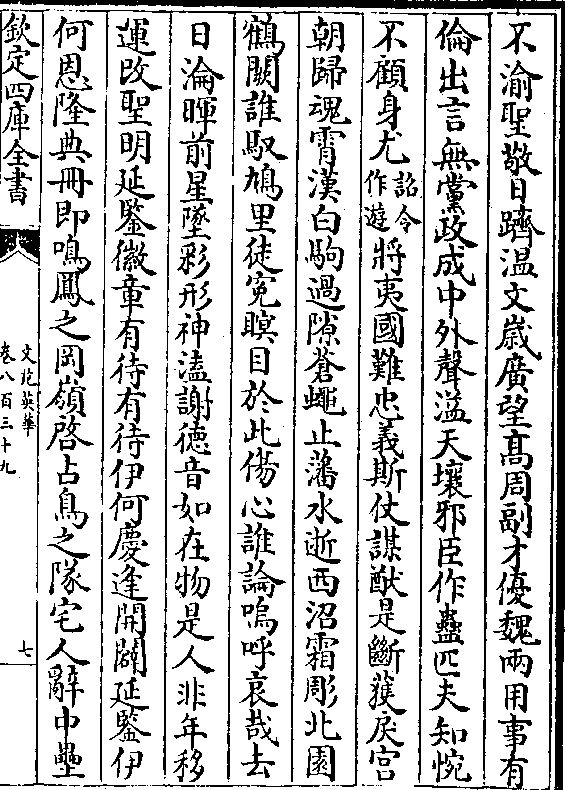 不渝聖敬日躋温文嵗廣望髙周副才優魏兩用事有
倫出言無黨政成中外聲溢天壤邪臣作蠱匹夫知惋
不顧身尤詔令作遊將夷國難忠義斯仗謀猷是斷獲戾宫
朝歸魂霄漢白駒過隙蒼蠅止藩水逝西沼霜彫北園
鶴闕誰馭鳩里徒寃瞑目於此傷心誰論嗚呼哀哉去
日淪暉前星墜彩形神溘謝徳音如在物是人非年移
運改聖明延鑒徽章有待有待伊何慶逢開闢延鑒伊
何恩隆典冊即鳴鳳之岡嶺啓占鳥之隊宅人辭中壘
欽定四庫全書
文苑英華
卷八百三十九
七